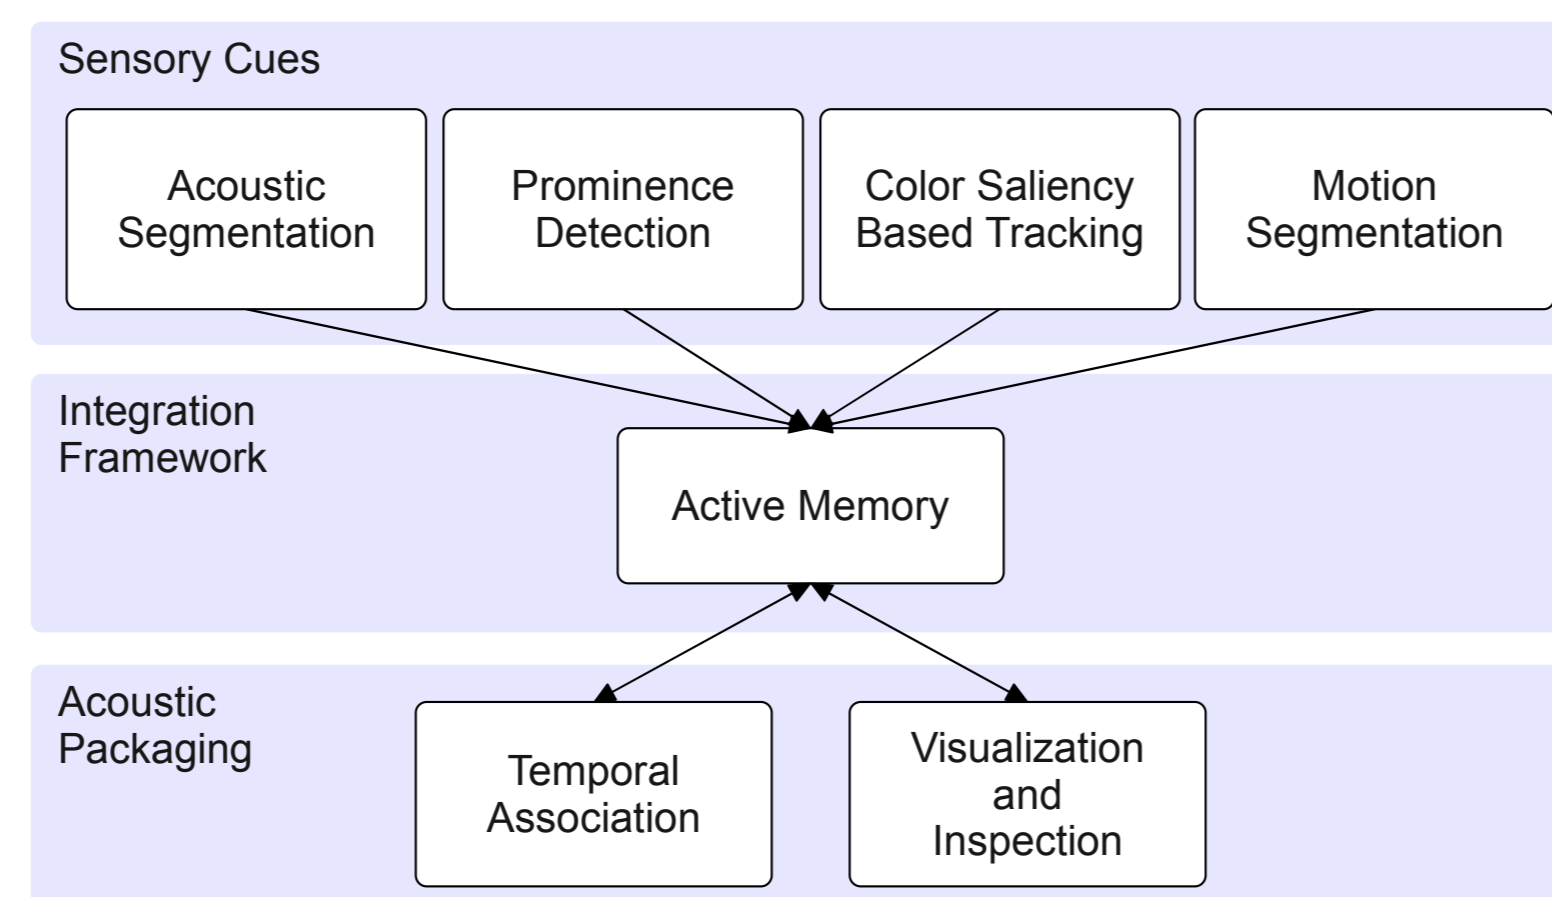 Sensory Cues
Acoustic
Segmentation
Prominence
Detection
Color Saliency
Based Tracking
Motion
Segmentation
Integration
Framework
Active Memory
Acoustic
Packaging
Temporal
Association
Visualization
and
Inspection